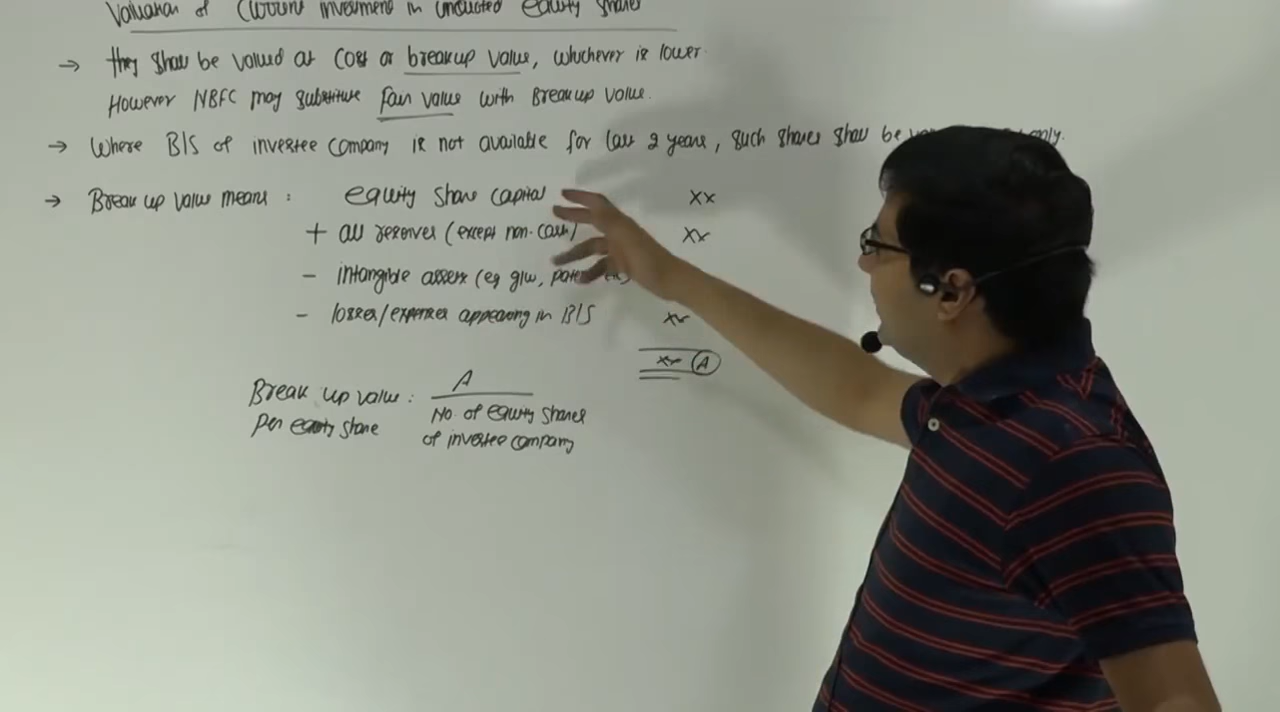 Valuation of Current investment in unquoted equity shares
→ they shall be valued at cost or breakup value, whichever is lower.
However NBFC may substitute fair value with Breakup value.
→ Where B/S of investee company is not available for last 2 years, such shares shall be only.
→ Break up value means : equity share capital xx
+ all reserves (except non-cash) xx
- intangible assets (eg g/w,
- losses/expenses appearing in B/S xx
xx A
Break up value : A
Per equity share No. of equity shares
of investee company